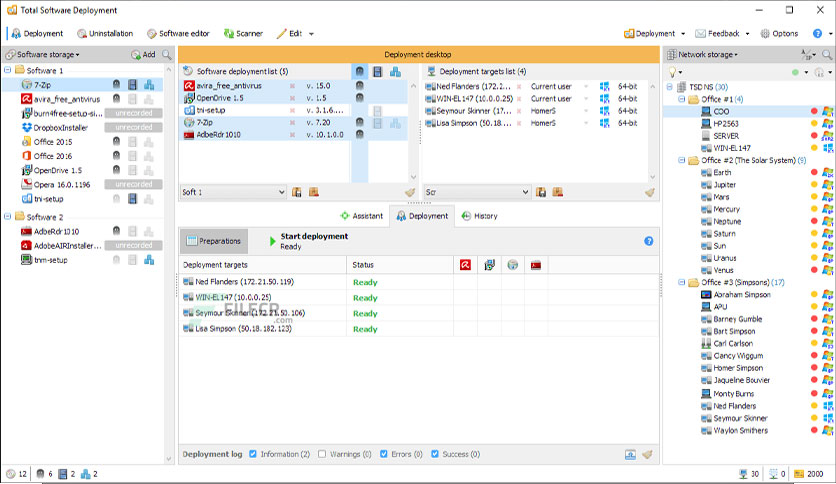 Total Software Deployment
Deployment Uninstallation Software editor Scanner Edit Deployment Feedback Options
Software storage Add
Software 1
7-Zip
avira_free_antivirus
burn4free-setup-si... unrecorded
DropboxInstaller unrecorded
Office 2015
Office 2016
OpenDrive 1.5
Opera 16.0.1196 unrecorded
tni-setup
Software 2
AdbeRdr1010
AdobeAIRInstaller... unrecorded
tnm-setup
Deployment desktop
Software deployment list (5)
avira_free_antivirus v. 15.0
OpenDrive 1.5 v. 1.5
tni-setup v. 3.1.6....
7-Zip v. 7.20
AdbeRdr1010 v. 10.1.0.0
Soft 1
Deployment targets list (4)
Ned Flanders (172.2... Current user 64-bit
WIN-EL147 (10.0.0.25) Current user 64-bit
Seymour Skinner (17... HomerS 64-bit
Lisa Simpson (50.18.... HomerS 64-bit
Scr
Assistant Deployment History
Preparations
Start deployment
Ready
Deployment targets Status
Ned Flanders (172.21.50.119) Ready
WIN-EL147 (10.0.0.25) Ready
Seymour Skinner (172.21.50.106) Ready
Lisa Simpson (50.18.182.123) Ready
FILECR
.com
Deployment log Information (2) Warnings (0) Errors (0) Success (0)
Network storage
TSD NS (30)
Office #1 (4)
COO
HP2563
SERVER
WIN-EL147
Office #2 (The Solar System) (9)
Earth
Jupiter
Mars
Mercury
Neptune
Saturn
Sun
Uranus
Venus
Office #3 (Simpsons) (17)
Abraham Simpson
APU
Barney Gumble
Bart Simpson
Carl Carlson
Clancy Wiggum
Homer Simpson
Jaqueline Bouvier
Monty Burns
Ned Flanders
Seymour Skinner
Waylon Smithers
12 6 2 2 30 0 2000